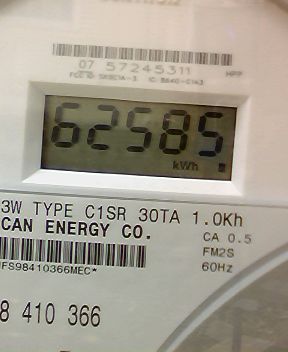 07 57245311
HPP
62585
kWh
3W TYPE C1SR 30TA 1.0Kh
CAN ENERGY CO.
CA 0.5
FM2S
60Hz
FS98410366MEC*
8 410 366